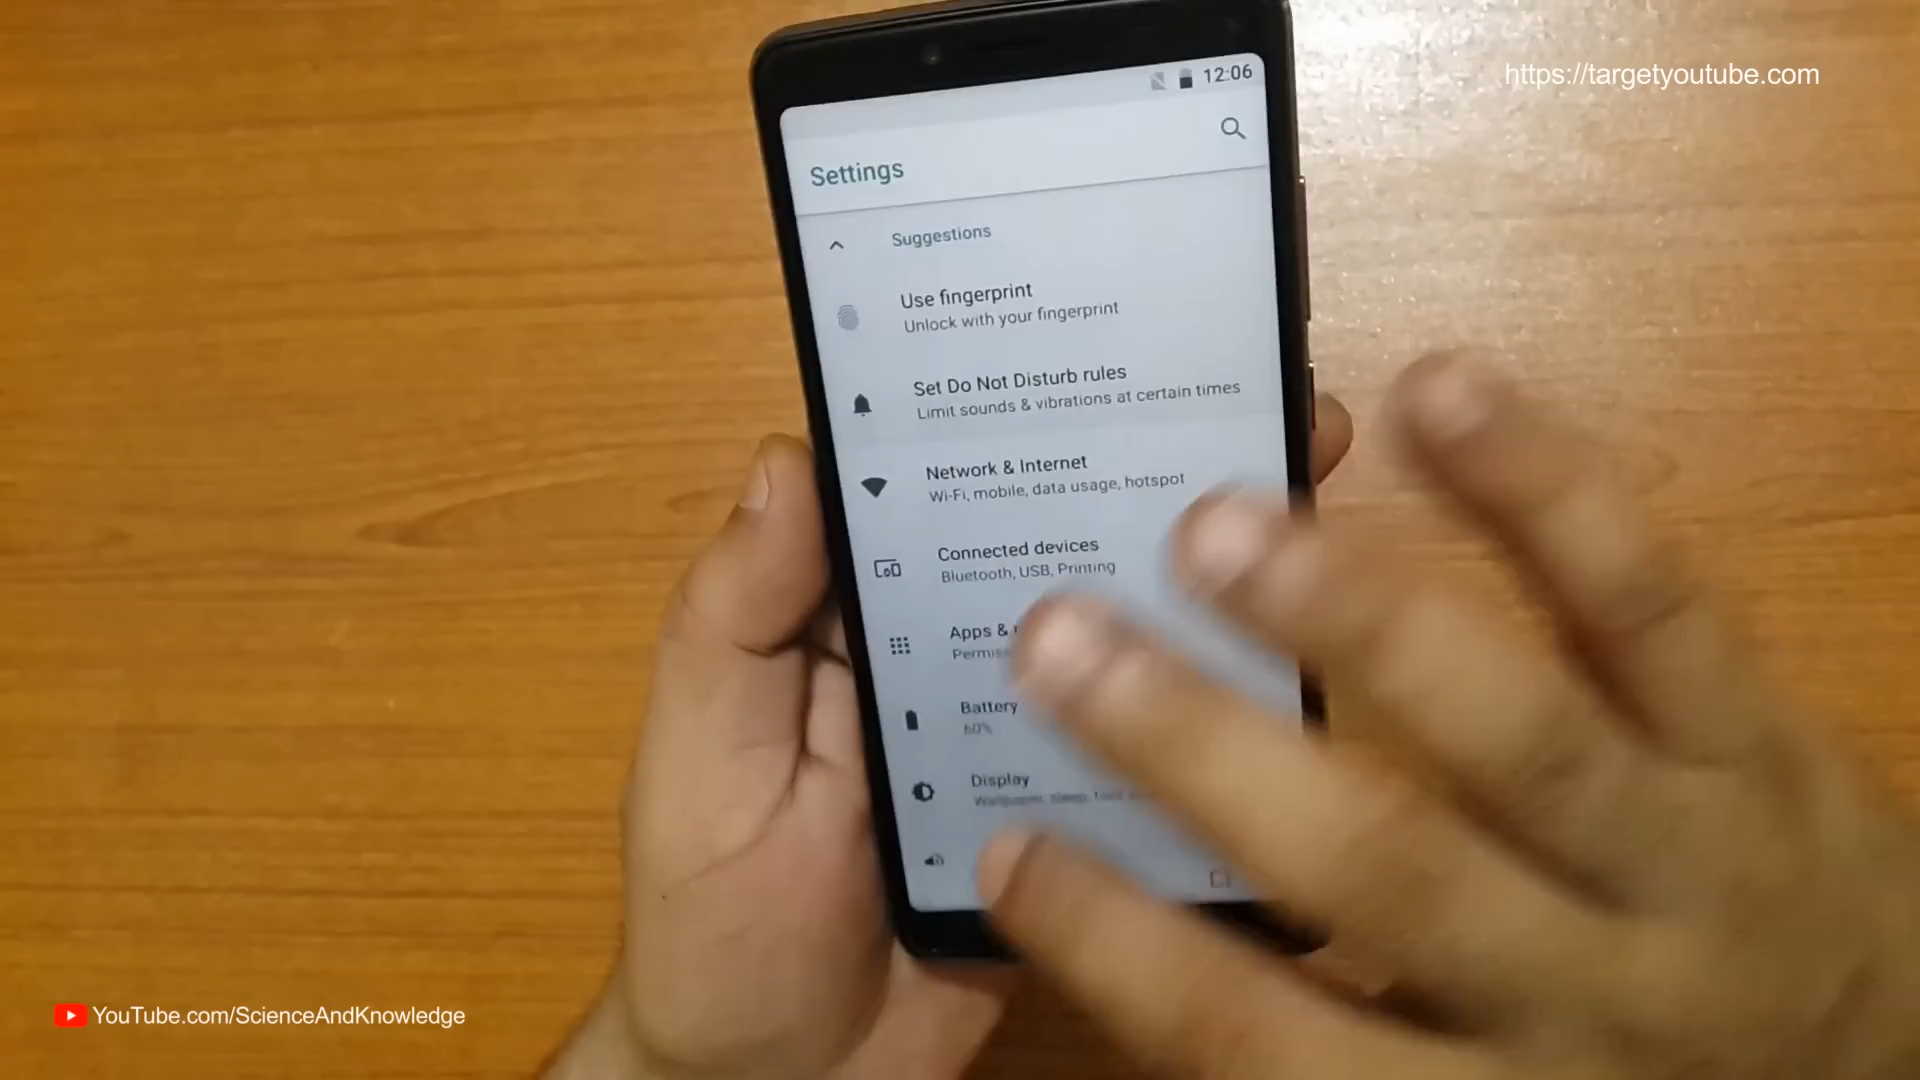 https://targetyoutube.com
12:06
Settings
Suggestions
Use fingerprint
Unlock with your fingerprint
Set Do Not Disturb rules
Limit sounds & vibrations at certain times
Network & Internet
Wi-Fi, mobile, data usage, hotspot
Connected devices
Bluetooth, USB, Printing
Apps &
Battery
60%
Display
Wallpaper, sleep,
YouTube.com/ScienceAndKnowledge